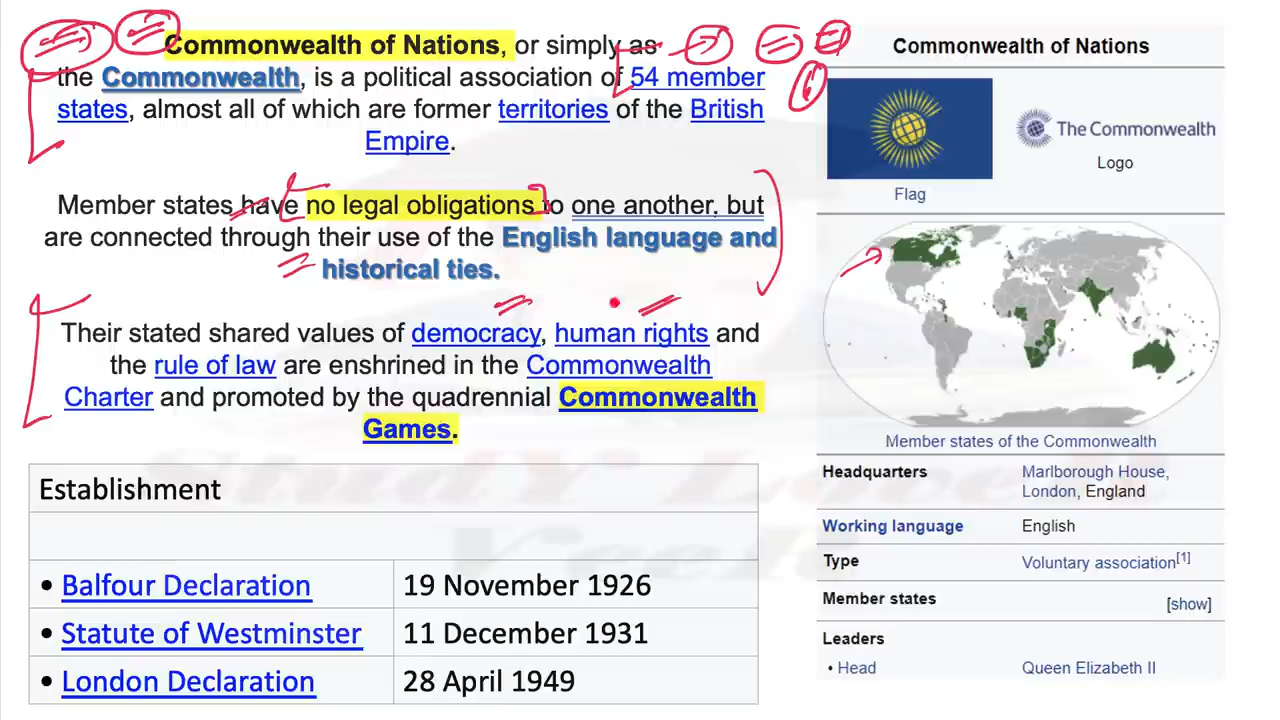 Commonwealth of Nations, or simply as
the Commonwealth, is a political association of 54 member
states, almost all of which are former territories of the British
Empire.
Member states have no legal obligations to one another. but
are connected through their use of the English language and
historical ties.
Their stated shared values of democracy, human rights and
the rule of law are enshrined in the Commonwealth
Charter and promoted by the quadrennial Commonwealth
Games.
Establishment
• Balfour Declaration 19 November 1926
• Statute of Westminster 11 December 1931
• London Declaration 28 April 1949
Commonwealth of Nations
The Commonwealth
Logo
Flag
Member states of the Commonwealth
Headquarters Marlborough House,
London, England
Working language English
Type Voluntary association[1]
Member states [show]
Leaders
• Head Queen Elizabeth II